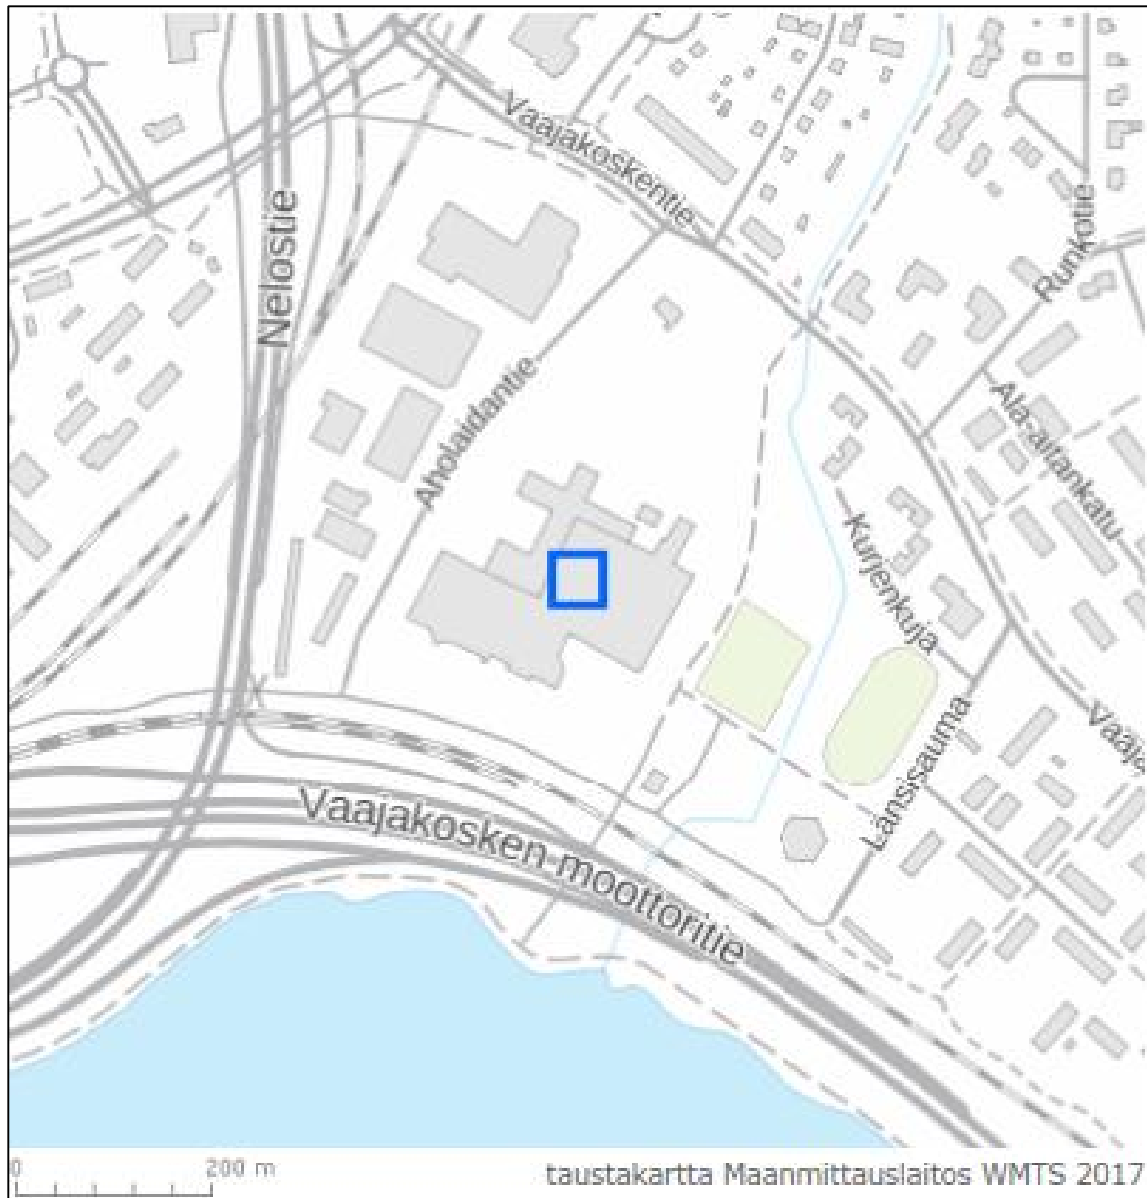 Vaajakoskentie
Nelostie
Runkotie
Aholaidantie
Ala-aitankatu
Kurjenkuja
Länsisauma
Vaaja
Vaajakosken moottoritie
0 200 m
taustakartta Maanmittauslaitos WMTS 2017